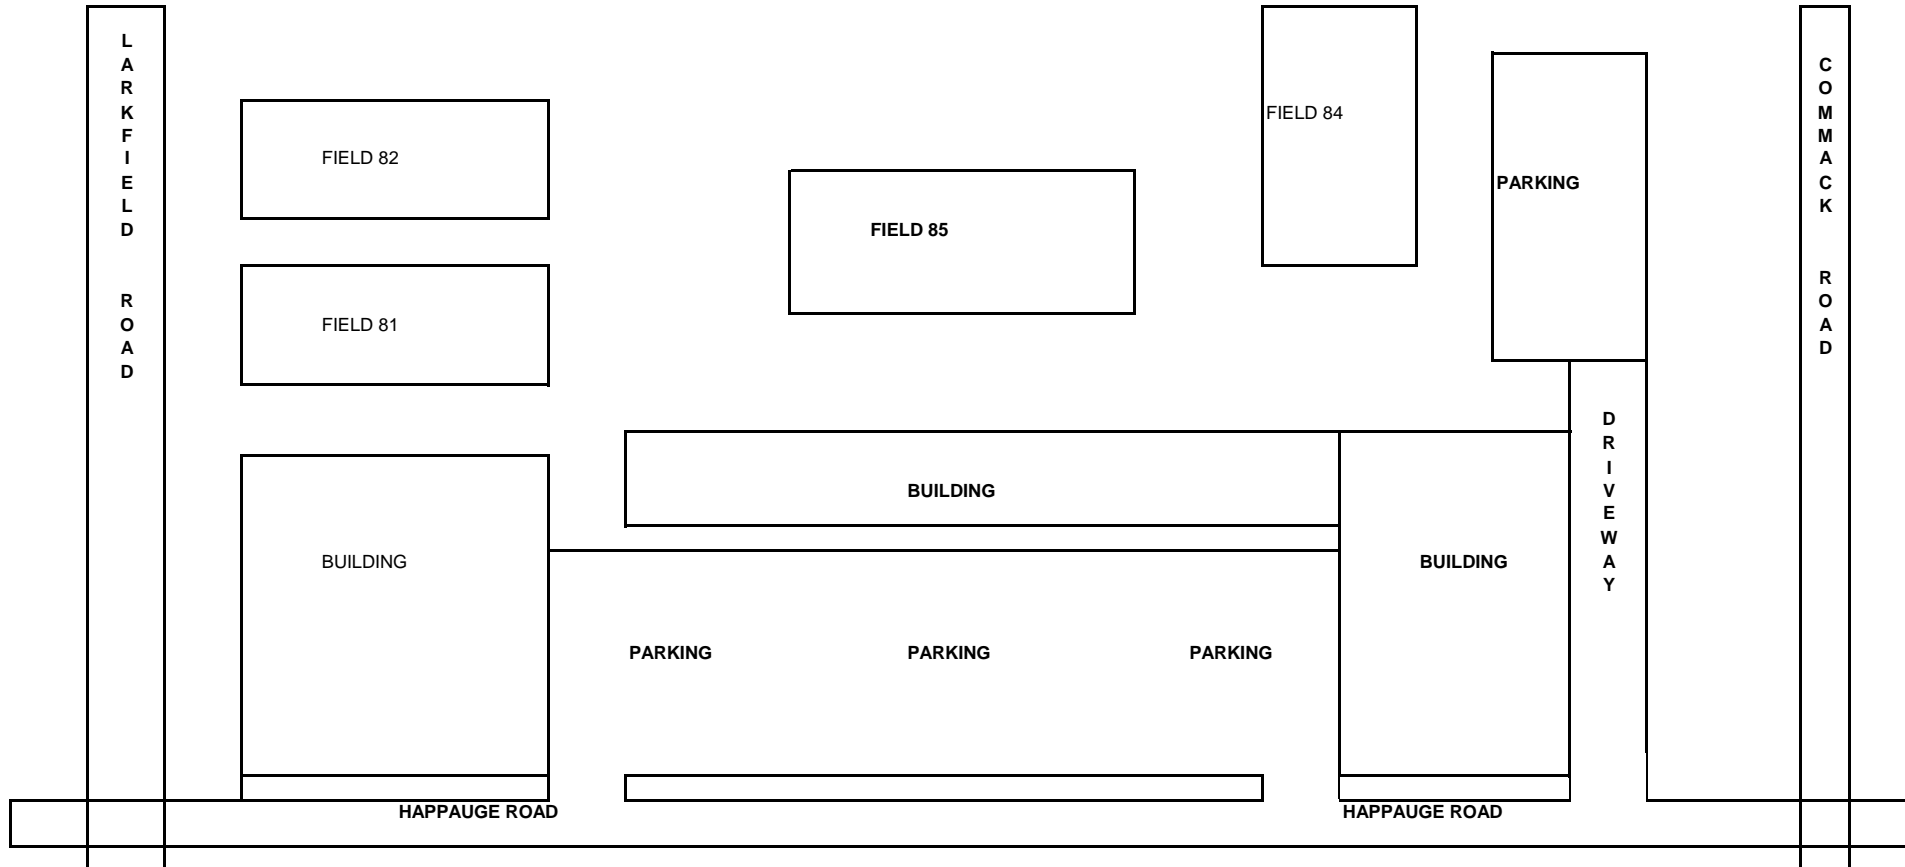 LARKFIELD ROAD
COMMACK ROAD
FIELD 84
FIELD 82
PARKING
FIELD 85
FIELD 81
DRIVEWAY
BUILDING
BUILDING
BUILDING
PARKING PARKING PARKING
HAPPAUGE ROAD HAPPAUGE ROAD